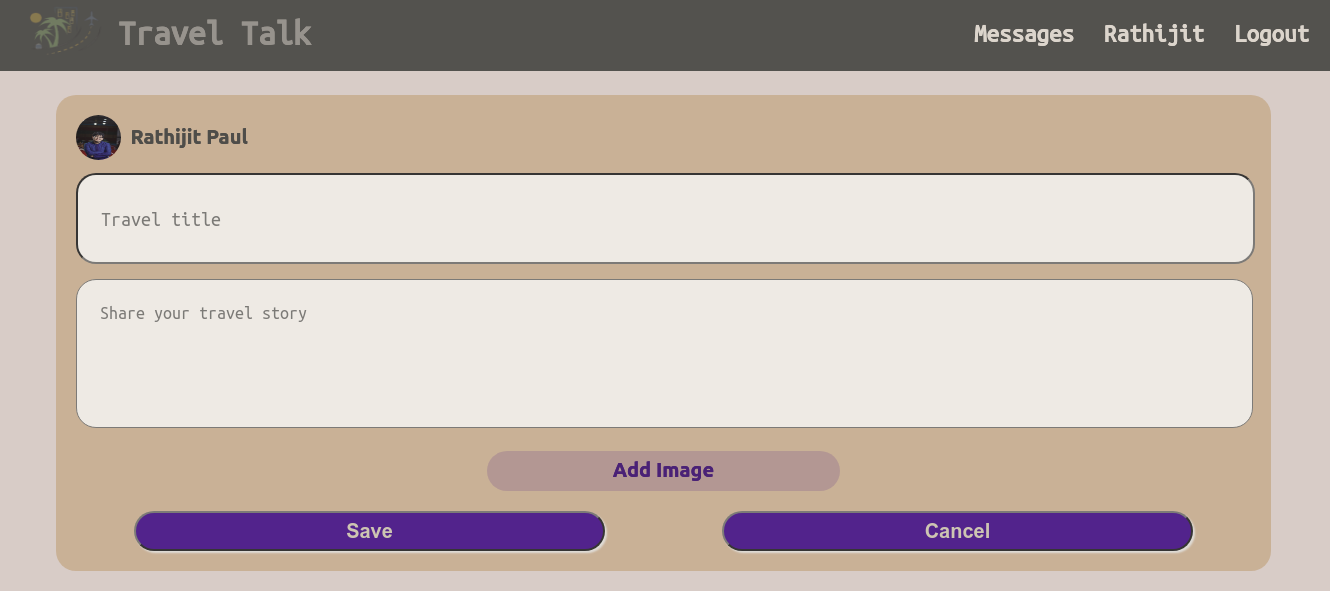 Travel Talk
Messages Rathijit Logout
Rathijit Paul
Travel title
Share your travel story
Add Image
Save Cancel